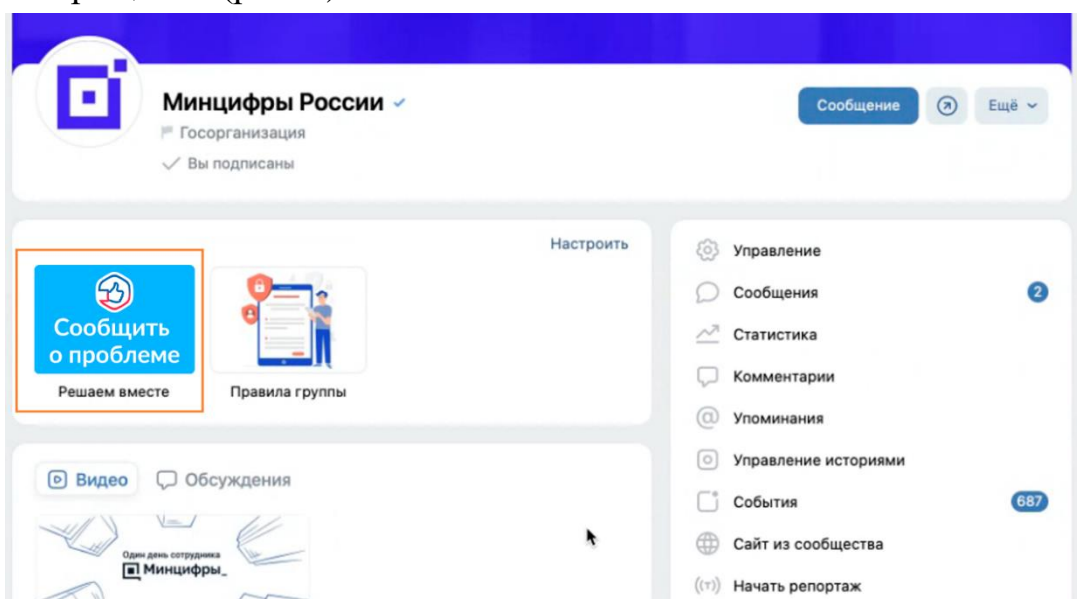 Минцифры России
Госорганизация
Вы подписаны
Сообщение
Ещё
Настроить
Сообщить
о проблеме
Решаем вместе
Правила группы
Видео
Обсуждения
Один день сотрудника
Минцифры_
Управление
Сообщения
2
Статистика
Комментарии
Упоминания
Управление историями
События
687
Сайт из сообщества
Начать репортаж